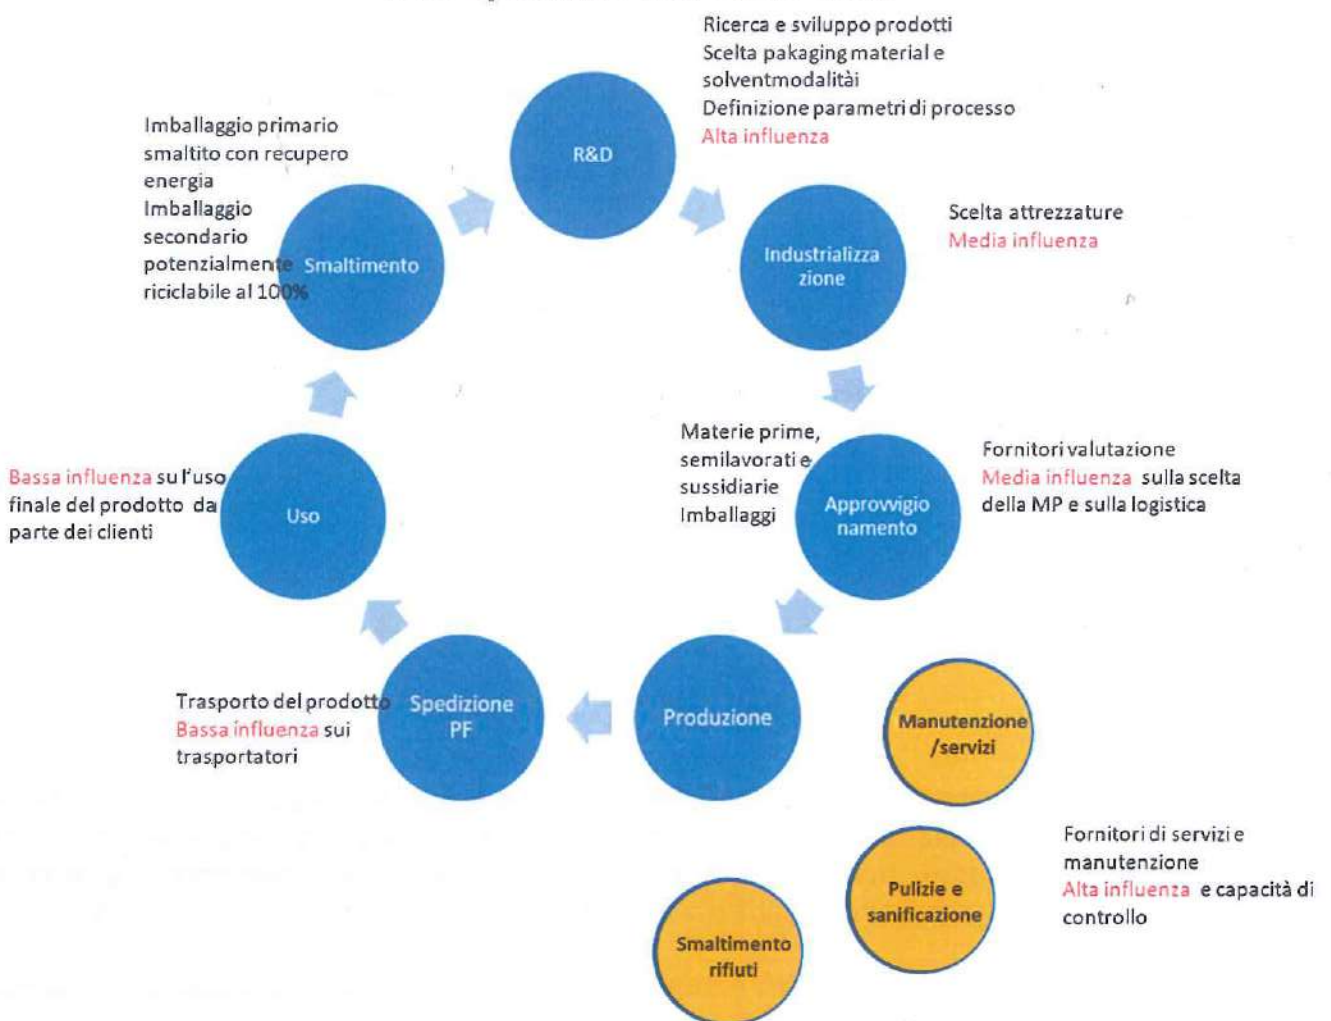 Ricerca e sviluppo prodotti
Scelta pakaging material e
solventmodalitài
Definizione parametri di processo
Alta influenza
R&D
Scelta attrezzature
Media influenza
Industrializza
zione
Materie prime,
semilavorati e
sussidiarie
Imballaggi
Approvvigio
namento
Fornitori valutazione
Media influenza sulla scelta
della MP e sulla logistica
Produzione
Manutenzione
/servizi
Pulizie e
sanificazione
Smaltimento
rifiuti
Fornitori di servizi e
manutenzione
Alta influenza e capacità di
controllo
Spedizione
PF
Trasporto del prodotto
Bassa influenza sui
trasportatori
Uso
Bassa influenza su l'uso
finale del prodotto da
parte dei clienti
Smaltimento
Imballaggio primario
smaltito con recupero
energia
Imballaggio
secondario
potenzialmente
riciclabile al 100%